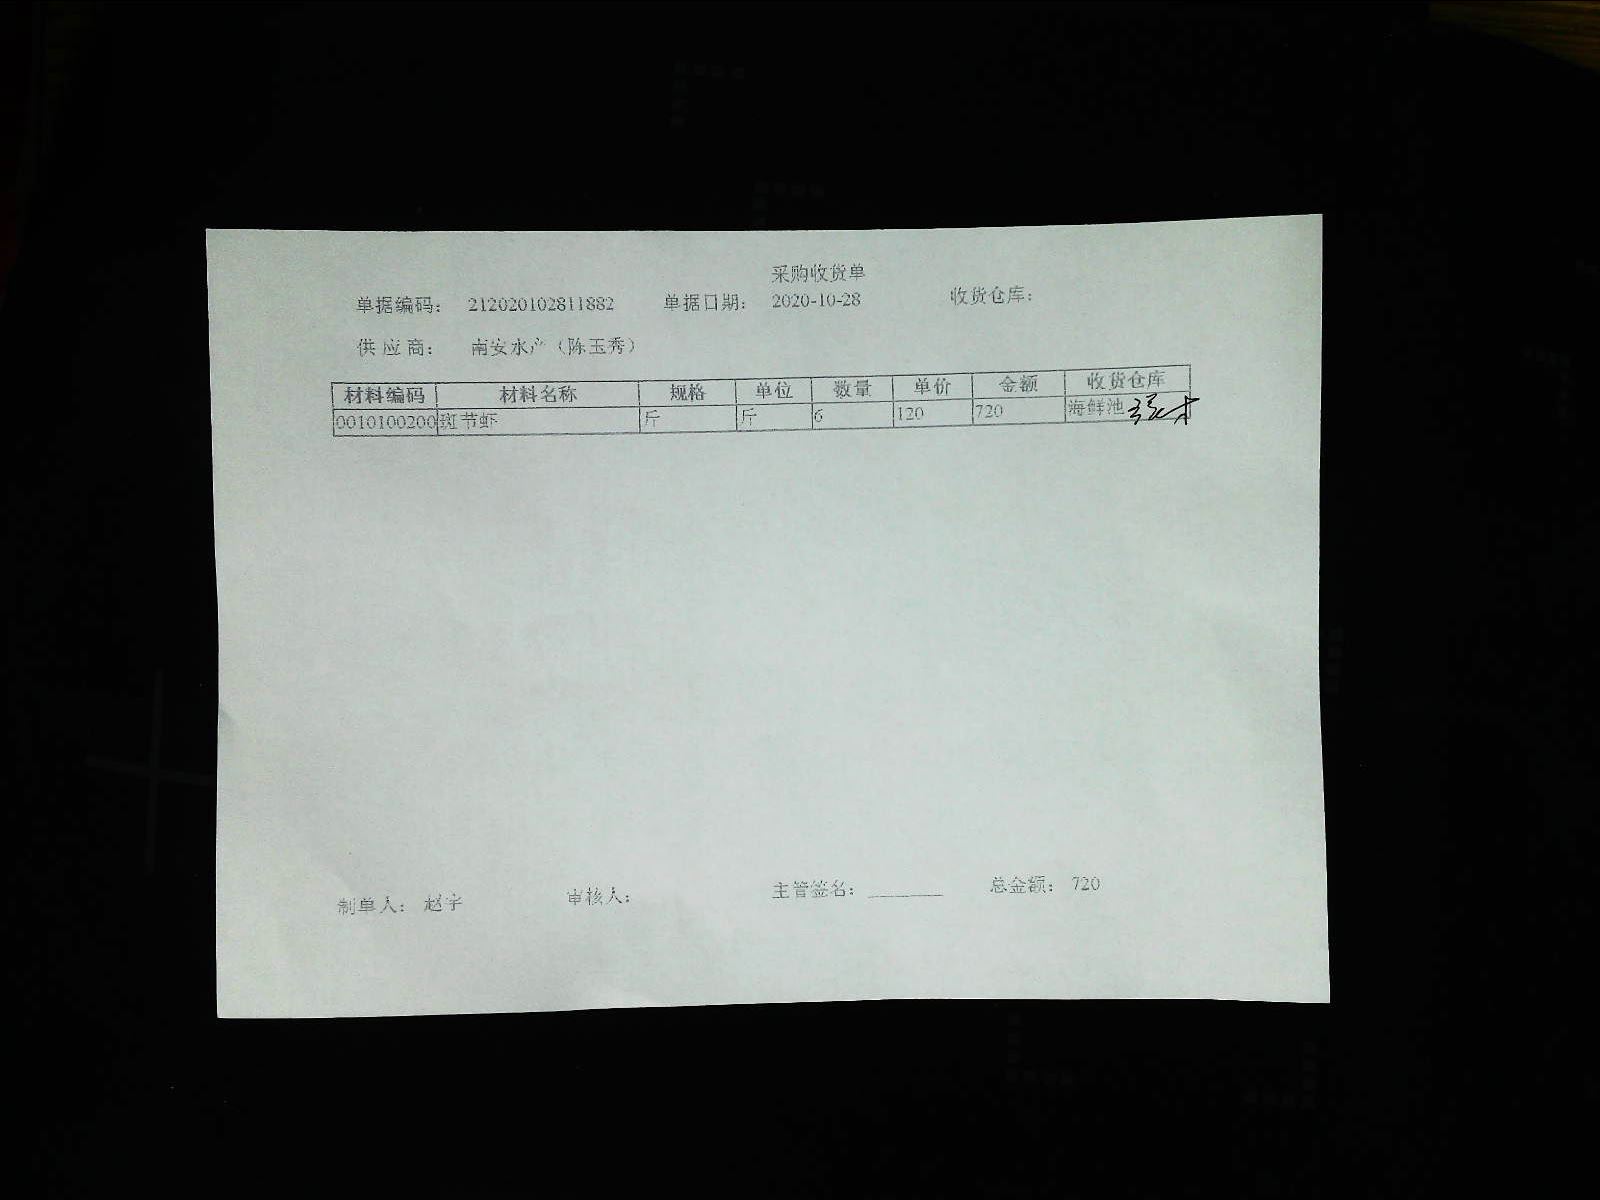 采购收货单
单据编码: 212020102811882 单据日期: 2020-10-28 收货仓库:
供应商: 南安水产（陈玉秀）
材料编码 材料名称 规格 单位 数量 单价 金额 收货仓库
0010100200 斑节虾 斤 斤 6 120 720 海鲜池
制单人: 赵宇 审核人: 主管签名: 总金额: 720